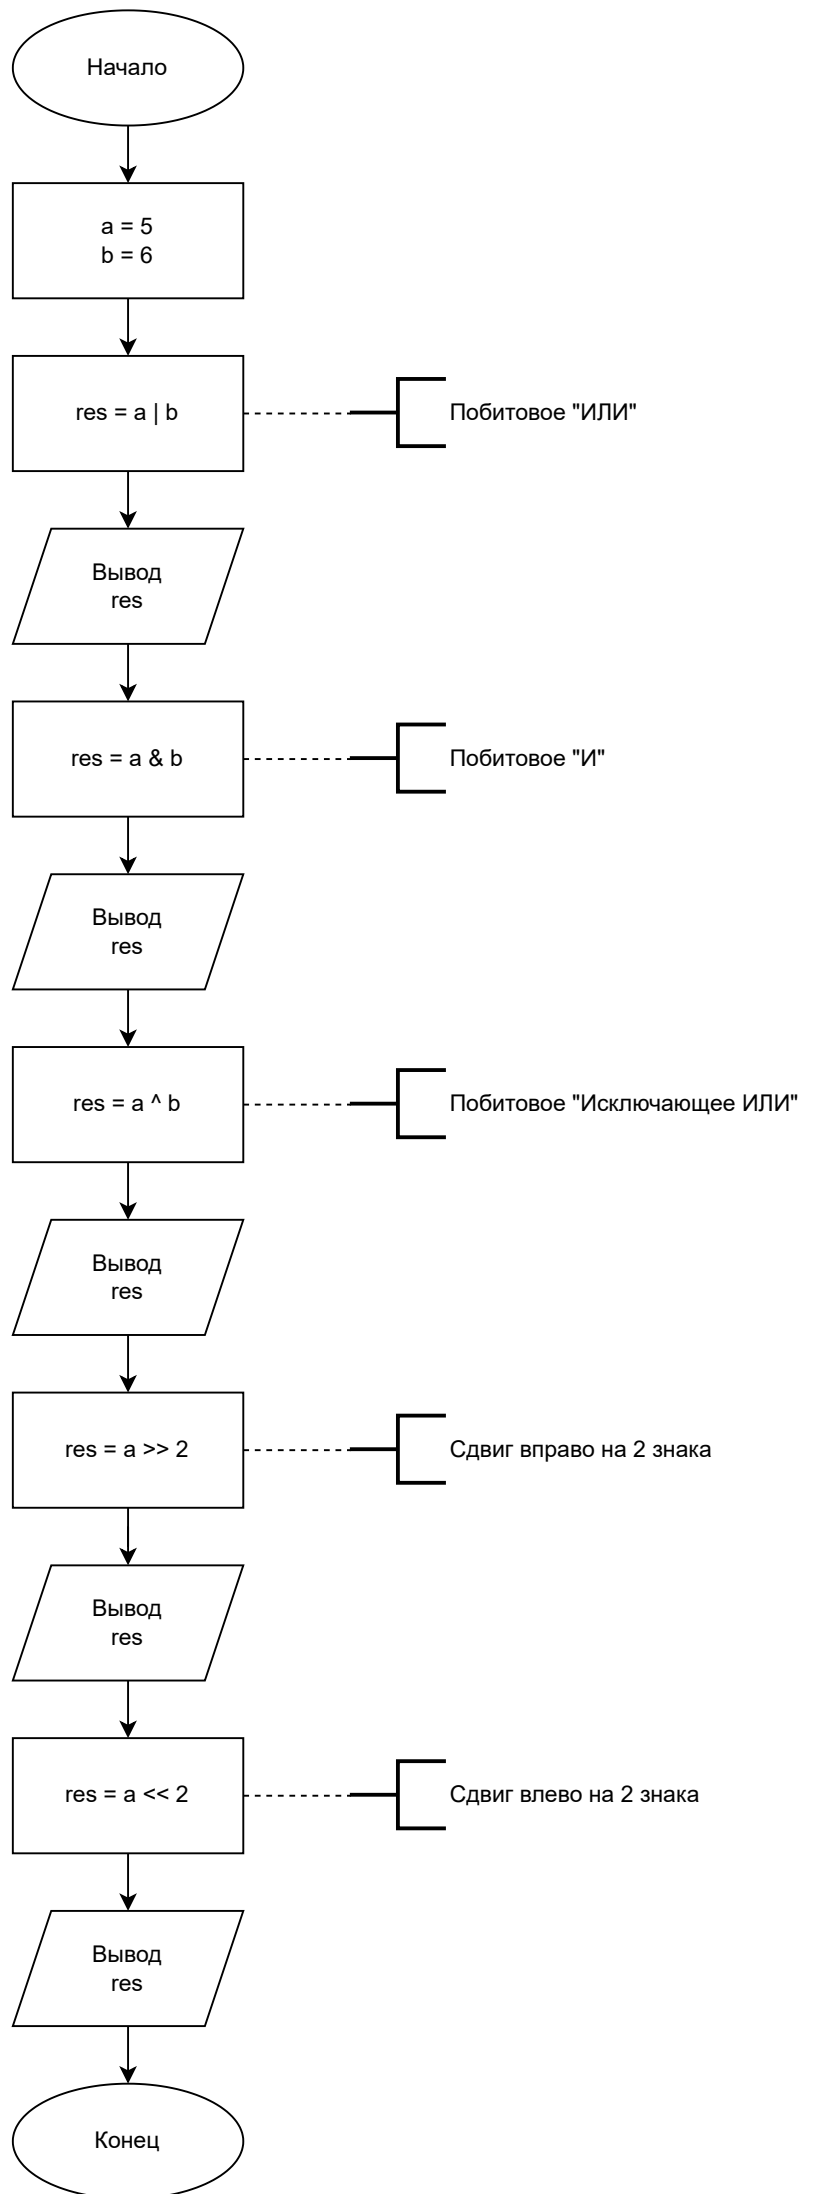 Начало
a = 5
b = 6
res = a | b
Побитовое "ИЛИ"
Вывод
res
res = a & b
Побитовое "И"
Вывод
res
res = a ^ b
Побитовое "Исключающее ИЛИ"
Вывод
res
res = a >> 2
Сдвиг вправо на 2 знака
Вывод
res
res = a << 2
Сдвиг влево на 2 знака
Вывод
res
Конец